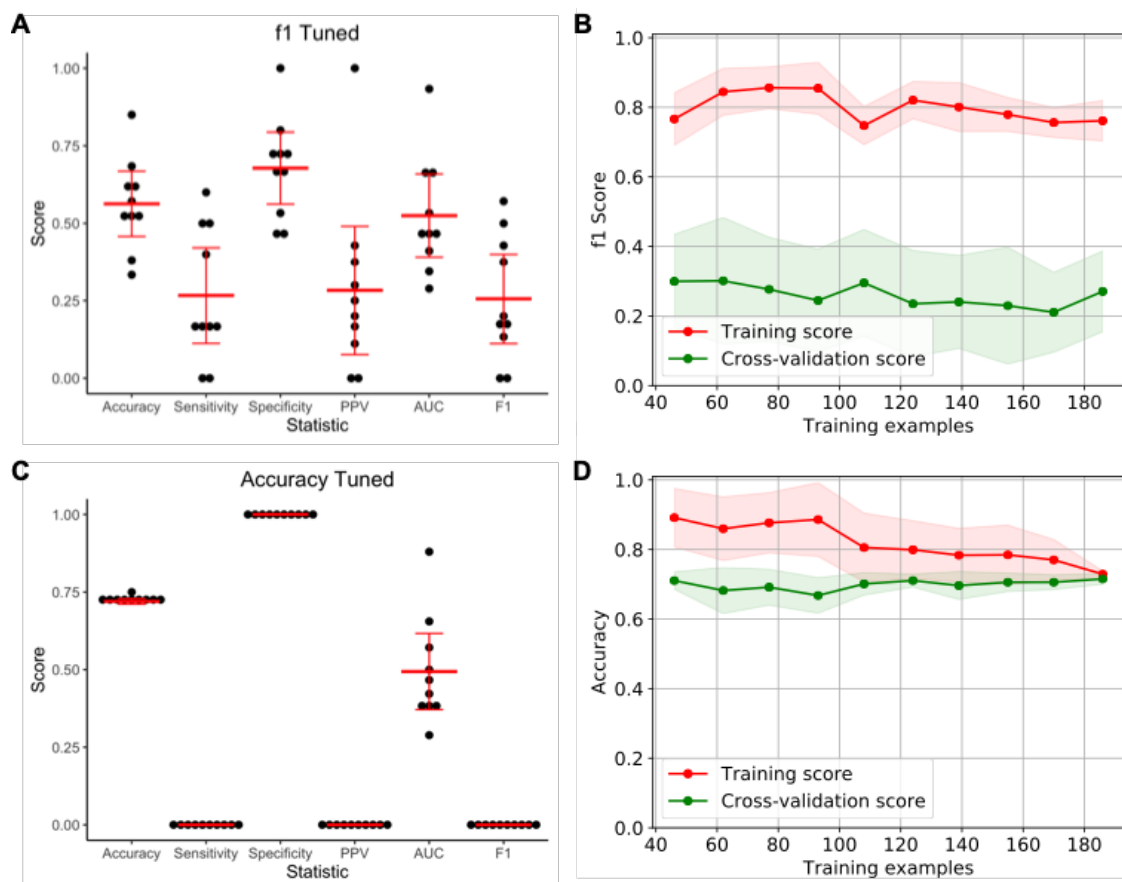 A
f1 Tuned
Score
1.00
0.75
0.50
0.25
0.00
Accuracy Sensitivity Specificity PPV AUC F1
Statistic
B
f1 Score
1.0
0.8
0.6
0.4
0.2
0.0
Training score
Cross-validation score
40 60 80 100 120 140 160 180
Training examples
C
Accuracy Tuned
Score
1.00
0.75
0.50
0.25
0.00
Accuracy Sensitivity Specificity PPV AUC F1
Statistic
D
Accuracy
1.0
0.8
0.6
0.4
0.2
0.0
Training score
Cross-validation score
40 60 80 100 120 140 160 180
Training examples